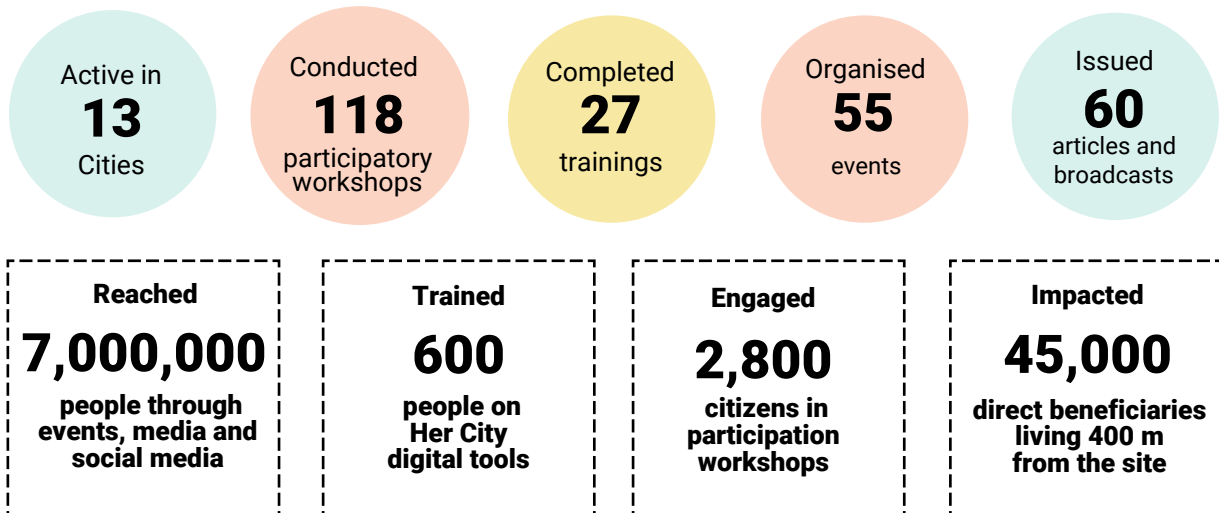 Active in
13
Cities
Conducted
118
participatory
workshops
Completed
27
trainings
Organised
55
events
Issued
60
articles and
broadcasts
Reached
7,000,000
people through
events, media and
social media
Trained
600
people on
Her City
digital tools
Engaged
2,800
citizens in
participation
workshops
Impacted
45,000
direct beneficiaries
living 400 m
from the site